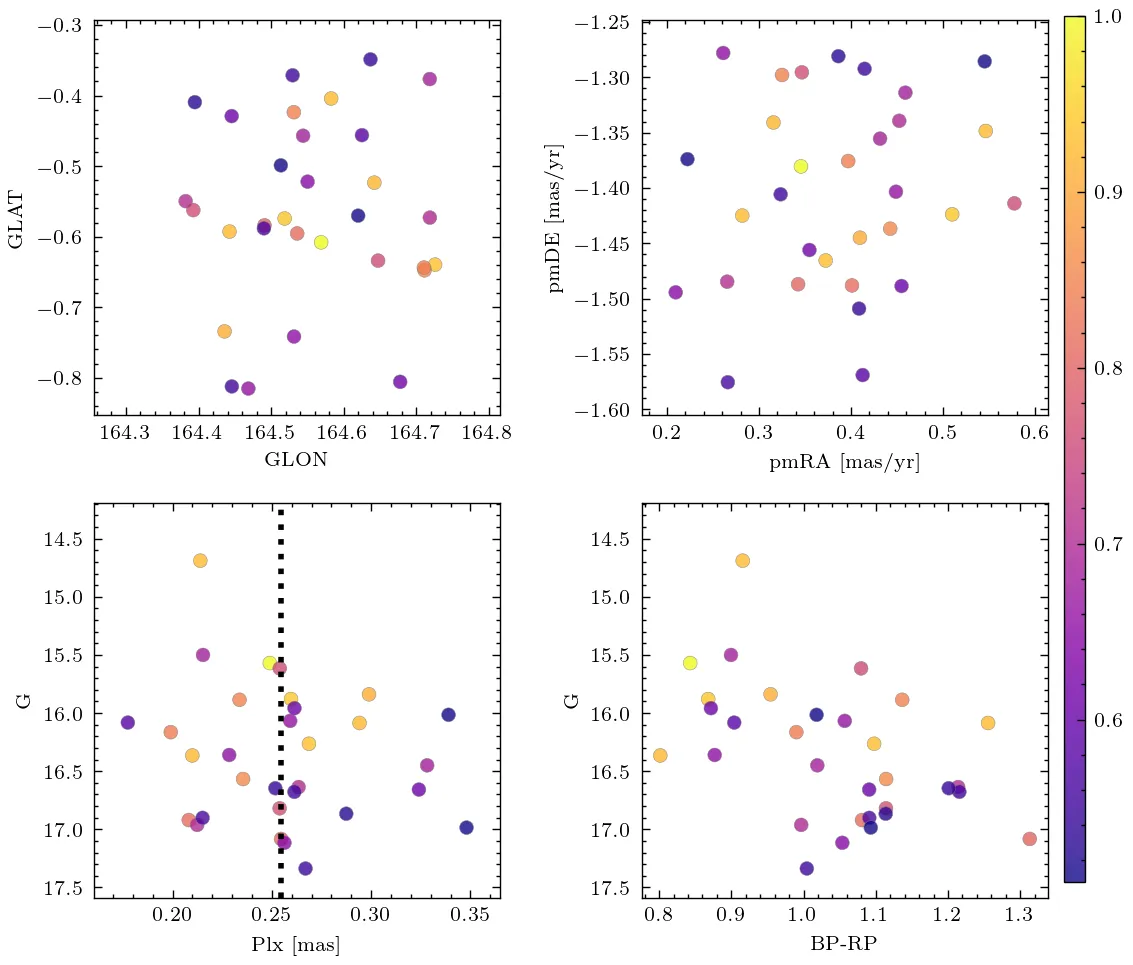 −0.3
−0.4
−0.5
−0.6
−0.7
−0.8
GLAT
164.3 164.4 164.5 164.6 164.7 164.8
GLON
−1.25
−1.30
−1.35
−1.40
−1.45
−1.50
−1.55
−1.60
pmDE [mas/yr]
0.2 0.3 0.4 0.5 0.6
pmRA [mas/yr]
1.0
0.9
0.8
0.7
0.6
14.5
15.0
15.5
16.0
16.5
17.0
17.5
G
0.20 0.25 0.30 0.35
Plx [mas]
14.5
15.0
15.5
16.0
16.5
17.0
17.5
G
0.8 0.9 1.0 1.1 1.2 1.3
BP-RP